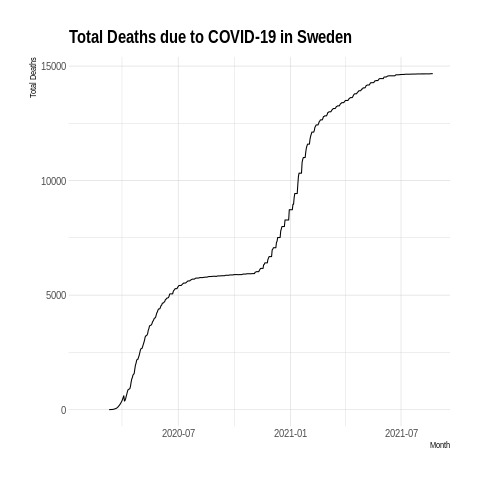 Total Deaths due to COVID-19 in Sweden
Total Deaths
15000
10000
5000
0
2020-07
2021-01
2021-07
Month